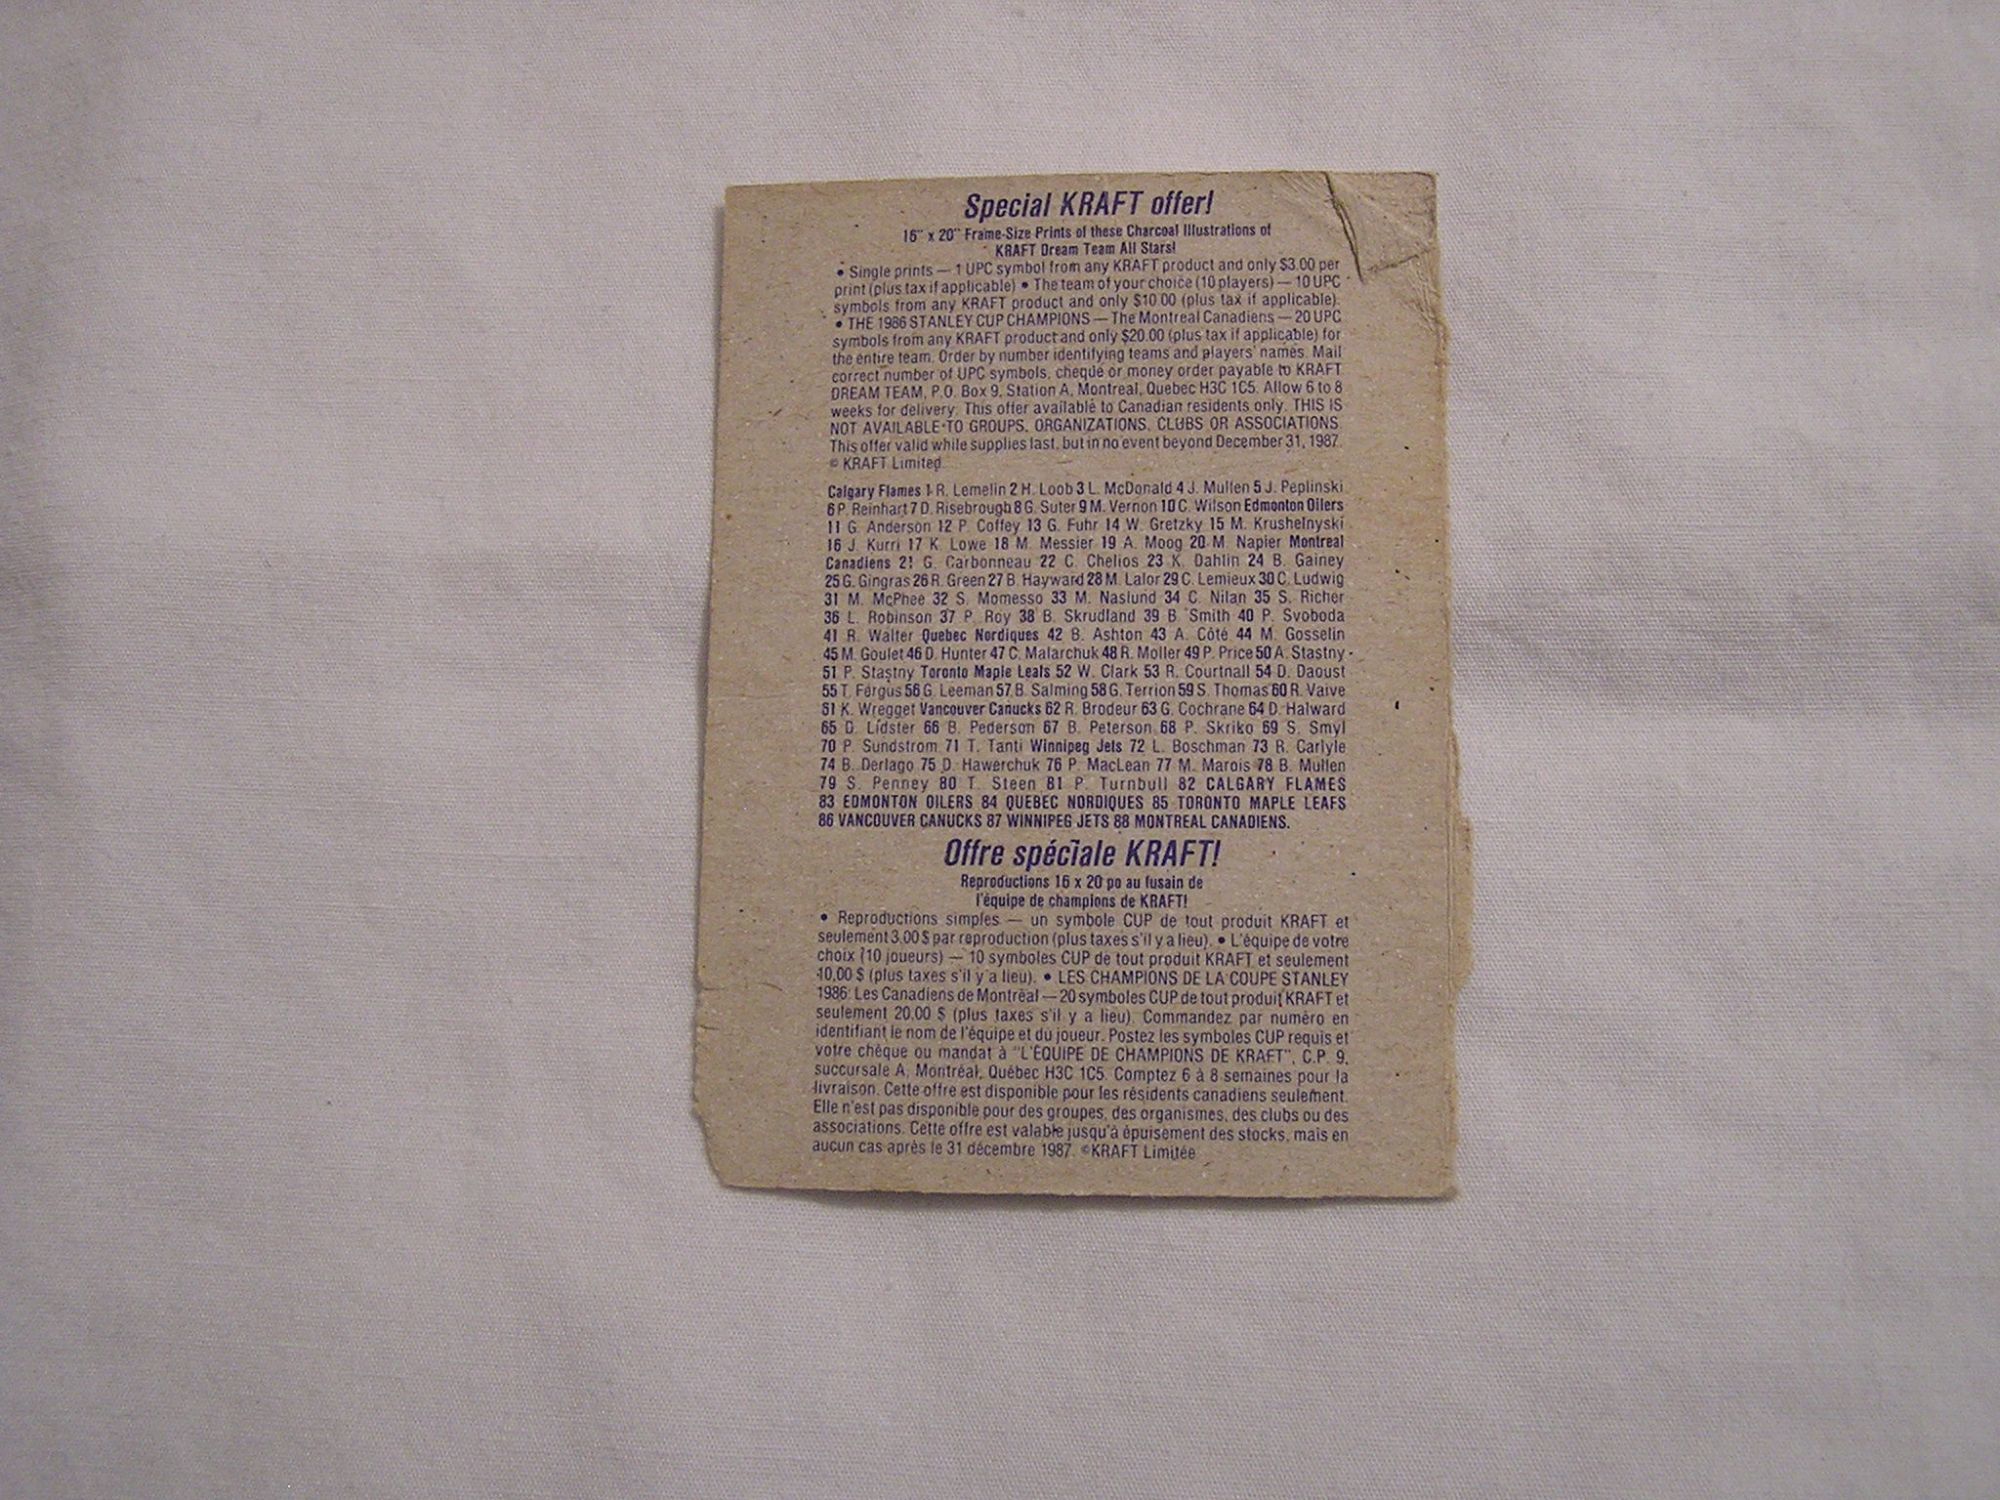 Special KRAFT offer!
16" x 20" Frame-Size Prints of these Charcoal Illustrations of
KRAFT Dream Team All Stars!
• Single prints — 1 UPC symbol from any KRAFT product and only $3.00 per
print (plus tax if applicable) • The team of your choice (10 players) — 10 UPC
symbols from any KRAFT product and only $10.00 (plus tax if applicable).
• THE 1986 STANLEY CUP CHAMPIONS — The Montreal Canadiens — 20 UPC
symbols from any KRAFT product and only $20.00 (plus tax if applicable) for
the entire team. Order by number identifying teams and players' names. Mail
correct number of UPC symbols, cheque or money order payable to KRAFT
DREAM TEAM, P.O. Box 9, Station A, Montreal, Quebec H3C 1C5. Allow 6 to 8
weeks for delivery. This offer available to Canadian residents only. THIS IS
NOT AVAILABLE TO GROUPS, ORGANIZATIONS, CLUBS OR ASSOCIATIONS.
This offer valid while supplies last, but in no event beyond December 31, 1987.
© KRAFT Limited
Calgary Flames 1 R. Lemelin 2 H. Loob 3 L. McDonald 4 J. Mullen 5 J. Peplinski
6 P. Reinhart 7 D. Risebrough 8 G. Suter 9 M. Vernon 10 C. Wilson Edmonton Oilers
11 G. Anderson 12 P. Coffey 13 G. Fuhr 14 W. Gretzky 15 M. Krushelnyski
16 J. Kurri 17 K. Lowe 18 M. Messier 19 A. Moog 20 M. Napier Montreal
Canadiens 21 G. Carbonneau 22 C. Chelios 23 K. Dahlin 24 B. Gainey
25 G. Gingras 26 R. Green 27 B. Hayward 28 M. Lalor 29 C. Lemieux 30 C. Ludwig
31 M. McPhee 32 S. Momesso 33 M. Naslund 34 C. Nilan 35 S. Richer
36 L. Robinson 37 P. Roy 38 B. Skrudland 39 B. Smith 40 P. Svoboda
41 R. Walter Quebec Nordiques 42 B. Ashton 43 A. Côté 44 M. Gosselin
45 M. Goulet 46 D. Hunter 47 C. Malarchuk 48 R. Moller 49 P. Price 50 A. Stastny
51 P. Stastny Toronto Maple Leafs 52 W. Clark 53 R. Courtnall 54 D. Daoust
55 T. Fergus 56 G. Leeman 57 B. Salming 58 G. Terrion 59 S. Thomas 60 R. Vaive
61 K. Wregget Vancouver Canucks 62 R. Brodeur 63 G. Cochrane 64 D. Halward
65 D. Lidster 66 B. Pederson 67 B. Peterson 68 P. Skriko 69 S. Smyl
70 P. Sundstrom 71 T. Tanti Winnipeg Jets 72 L. Boschman 73 R. Carlyle
74 B. Derlago 75 D. Hawerchuk 76 P. MacLean 77 M. Marois 78 B. Mullen
79 S. Penney 80 T. Steen 81 P. Turnbull 82 CALGARY FLAMES
83 EDMONTON OILERS 84 QUEBEC NORDIQUES 85 TORONTO MAPLE LEAFS
86 VANCOUVER CANUCKS 87 WINNIPEG JETS 88 MONTREAL CANADIENS.
Offre spéciale KRAFT!
Reproductions 16 x 20 po au fusain de
l'équipe de champions de KRAFT!
• Reproductions simples — un symbole CUP de tout produit KRAFT et
seulement 3,00 $ par reproduction (plus taxes s'il y a lieu). • L'équipe de votre
choix (10 joueurs) — 10 symboles CUP de tout produit KRAFT et seulement
10,00 $ (plus taxes s'il y a lieu). • LES CHAMPIONS DE LA COUPE STANLEY
1986: Les Canadiens de Montréal — 20 symboles CUP de tout produit KRAFT et
seulement 20,00 $ (plus taxes s'il y a lieu). Commandez par numéro en
identifiant le nom de l'équipe et du joueur. Postez les symboles CUP requis et
votre chèque ou mandat à "L'ÉQUIPE DE CHAMPIONS DE KRAFT", C.P. 9,
succursale A, Montréal, Québec H3C 1C5. Comptez 6 à 8 semaines pour la
livraison. Cette offre est disponible pour les résidents canadiens seulement.
Elle n'est pas disponible pour des groupes, des organismes, des clubs ou des
associations. Cette offre est valable jusqu'à épuisement des stocks, mais en
aucun cas après le 31 décembre 1987. ©KRAFT Limitée